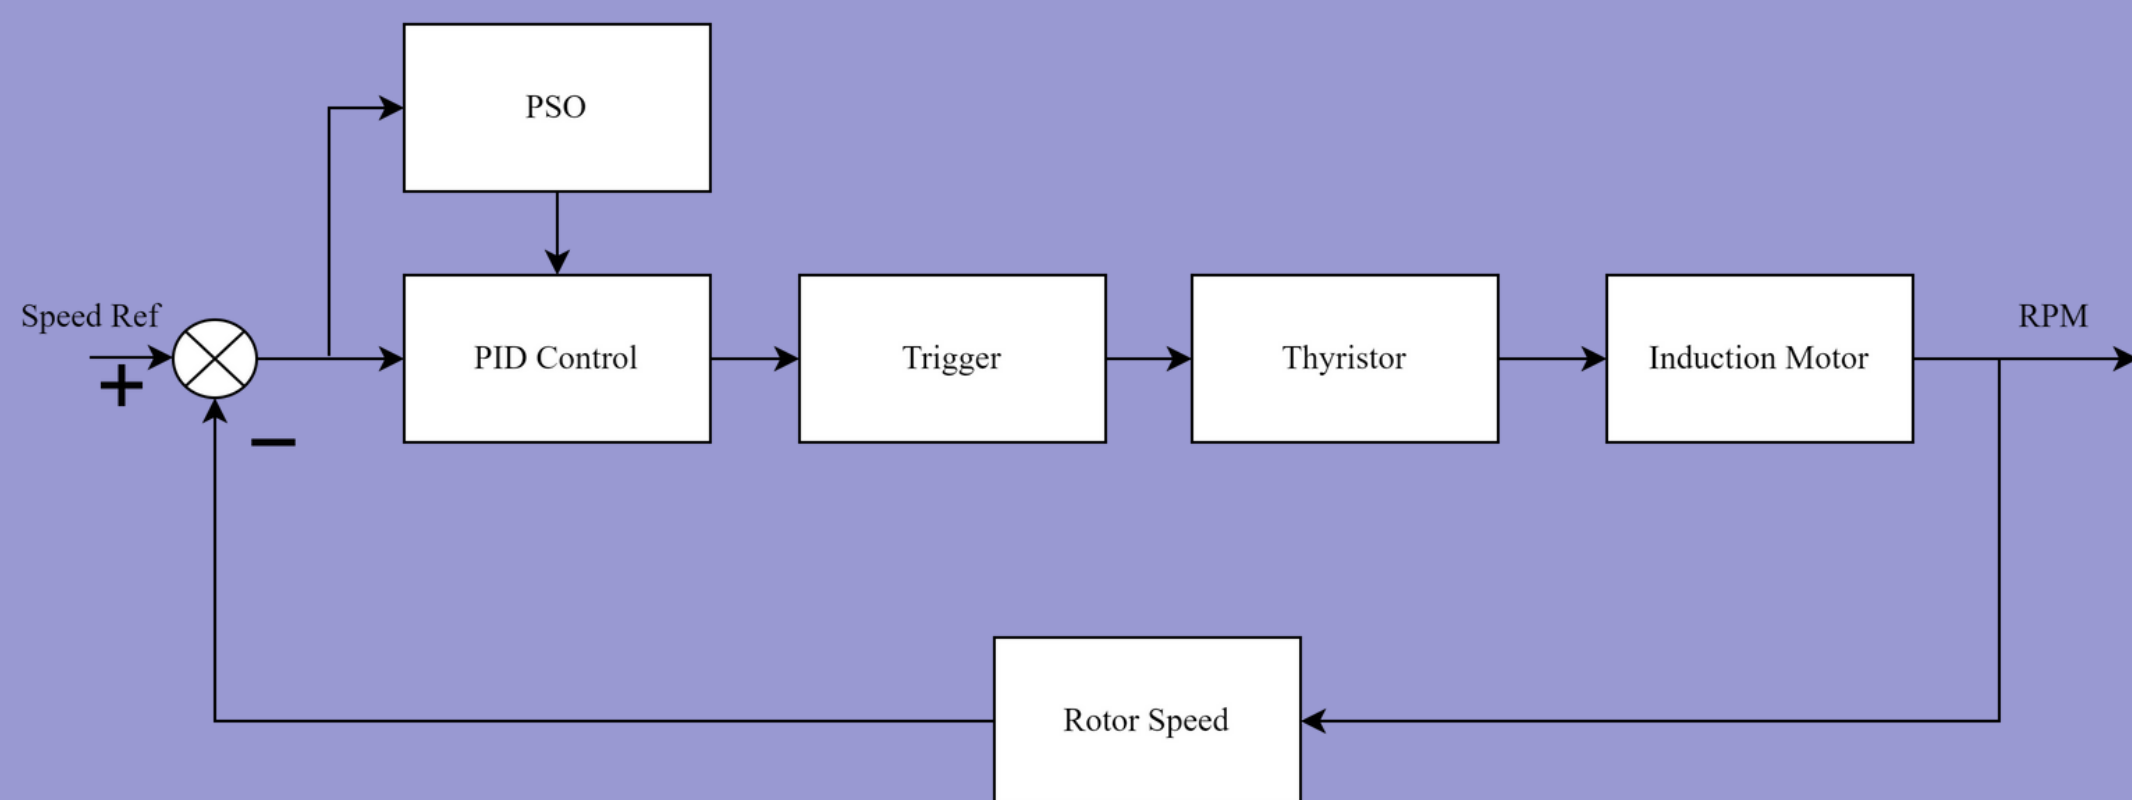 PSO
Speed Ref
+
PID Control
Trigger
Thyristor
Induction Motor
RPM
−
Rotor Speed